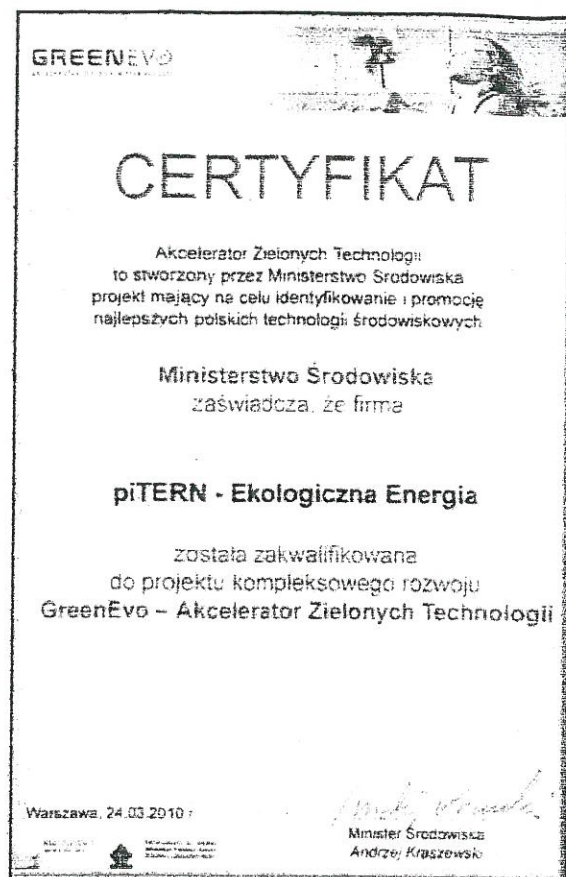 GREENEVO
CERTYFIKAT
Akcelerator Zielonych Technologii
to stworzony przez Ministerstwo Środowiska
projekt mający na celu identyfikowanie i promocję
najlepszych polskich technologii środowiskowych
Ministerstwo Środowiska
zaświadcza, że firma
piTERN - Ekologiczna Energia
została zakwalifikowana
do projektu kompleksowego rozwoju
GreenEvo – Akcelerator Zielonych Technologii
Warszawa, 24.03.2010 r
Minister Środowiska
Andrzej Kraszewski